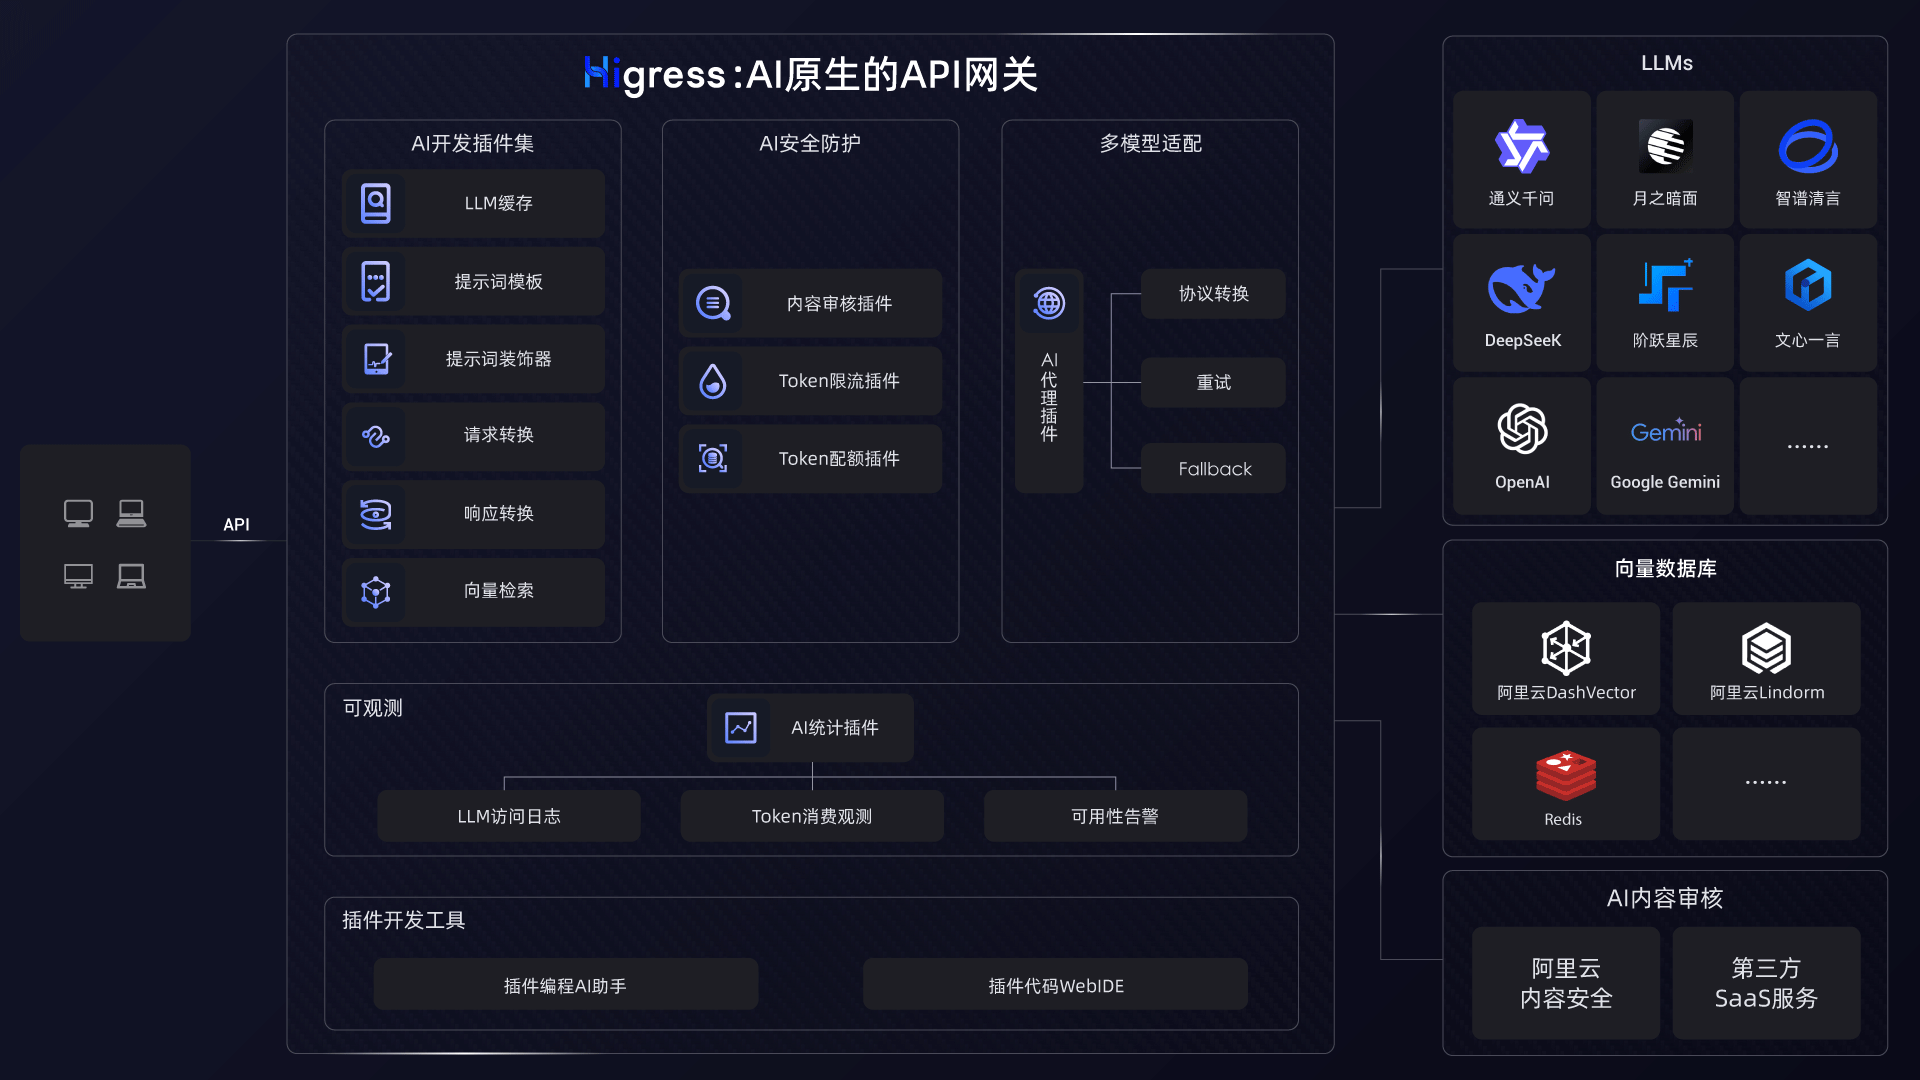 API
Higress:AI原生的API网关
AI开发插件集
LLM缓存
提示词模板
提示词装饰器
请求转换
响应转换
向量检索
AI安全防护
内容审核插件
Token限流插件
Token配额插件
多模型适配
AI
代
理
插
件
协议转换
重试
Fallback
可观测
AI统计插件
LLM访问日志
Token消费观测
可用性告警
插件开发工具
插件编程AI助手
插件代码WebIDE
LLMs
通义千问
月之暗面
智谱清言
DeepSeeK
阶跃星辰
文心一言
OpenAI
Gemini
Google Gemini
......
向量数据库
阿里云DashVector
阿里云Lindorm
Redis
......
AI内容审核
阿里云
内容安全
第三方
SaaS服务